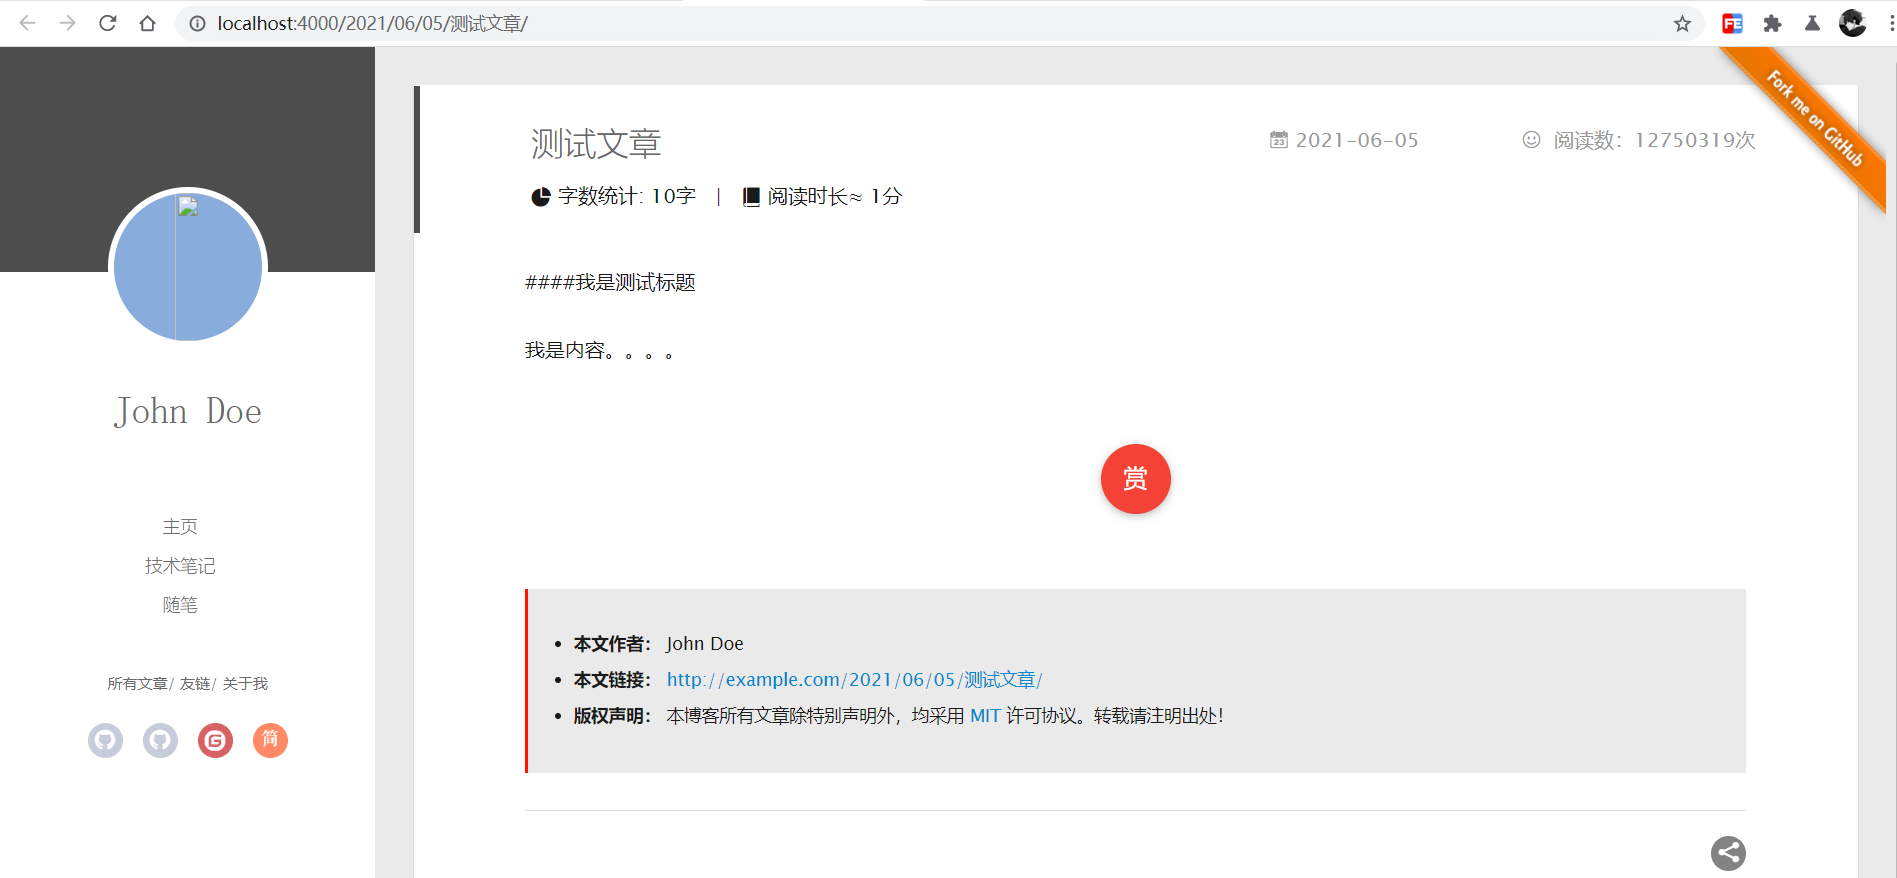 localhost:4000/2021/06/05/测试文章/
Fork me on GitHub
测试文章
23
2021-06-05
阅读数：12750319次
字数统计: 10字 | 阅读时长≈ 1分
####我是测试标题
我是内容。。。。
赏
本文作者： John Doe
本文链接： http://example.com/2021/06/05/测试文章/
版权声明： 本博客所有文章除特别声明外，均采用 MIT 许可协议。转载请注明出处！
John Doe
主页
技术笔记
随笔
所有文章/ 友链/ 关于我
G 简
FE